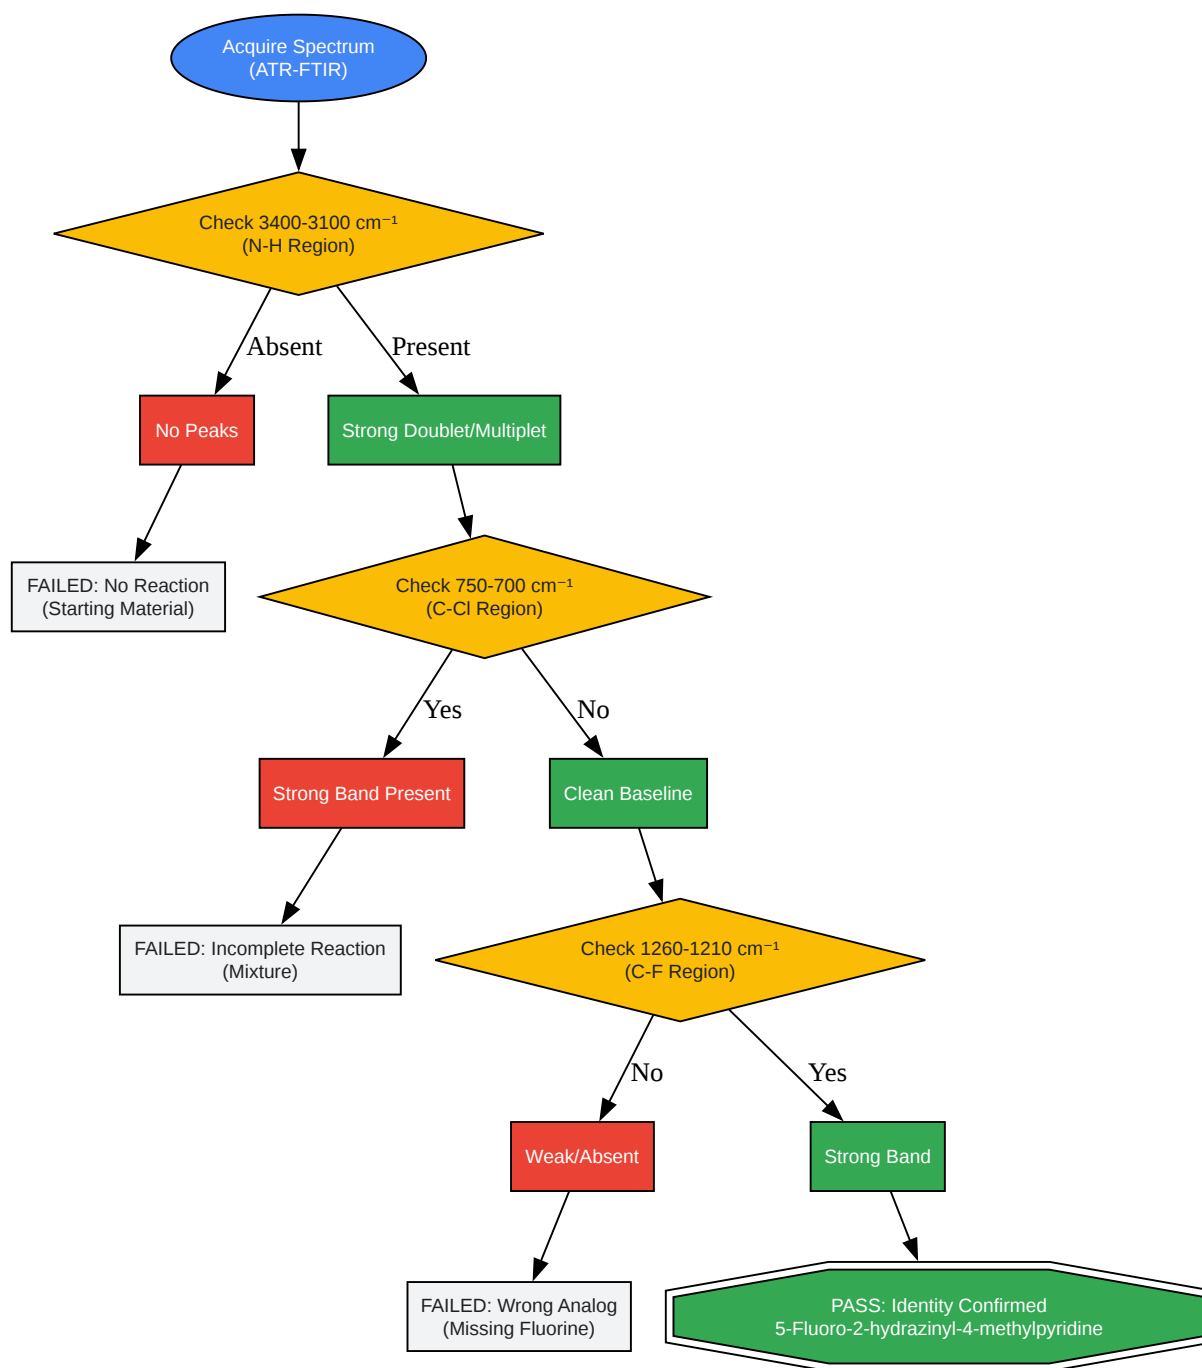 Acquire Spectrum
(ATR-FTIR)
Check 3400-3100 cm⁻¹
(N-H Region)
Absent
Present
No Peaks
Strong Doublet/Multiplet
FAILED: No Reaction
(Starting Material)
Check 750-700 cm⁻¹
(C-Cl Region)
Yes
No
Strong Band Present
Clean Baseline
FAILED: Incomplete Reaction
(Mixture)
Check 1260-1210 cm⁻¹
(C-F Region)
No
Yes
Weak/Absent
Strong Band
FAILED: Wrong Analog
(Missing Fluorine)
PASS: Identity Confirmed
5-Fluoro-2-hydrazinyl-4-methylpyridine